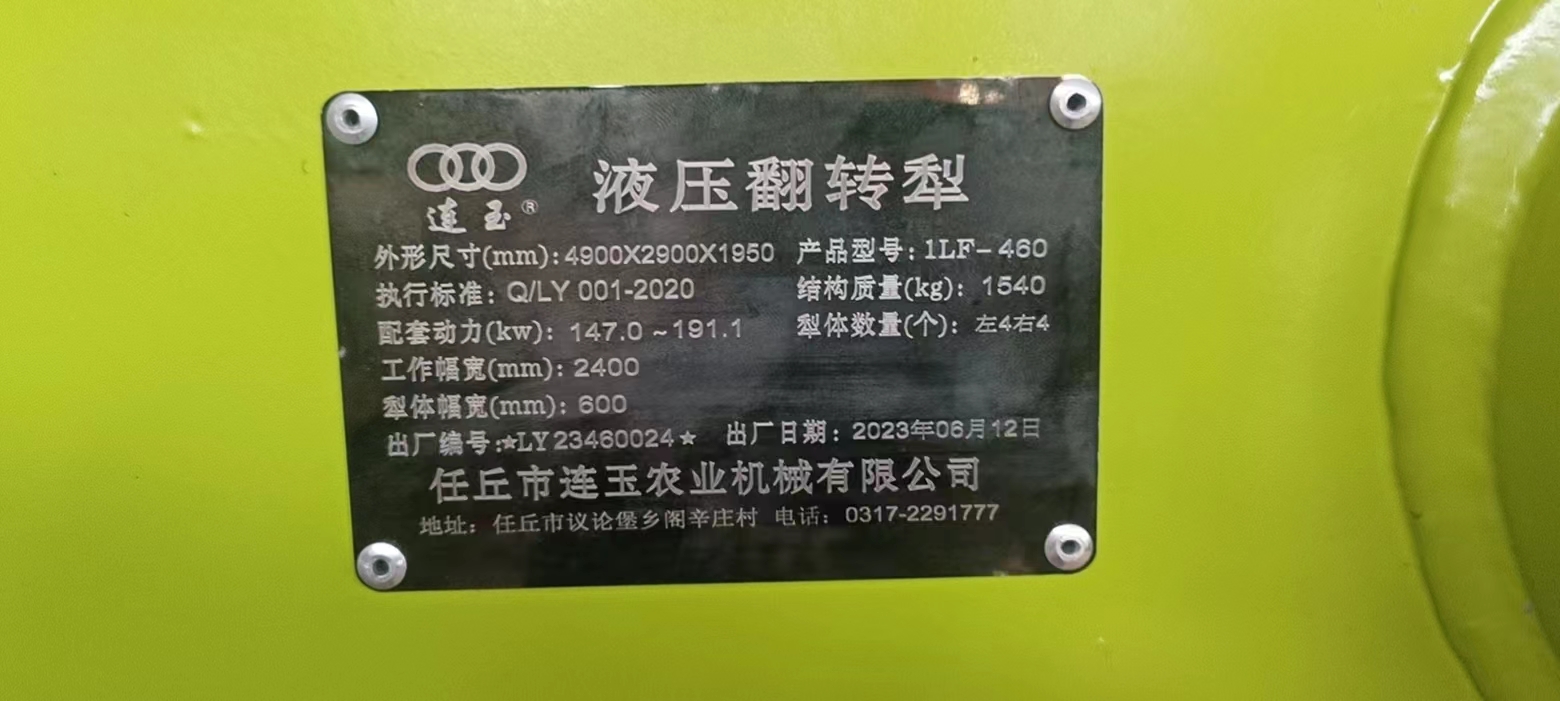 液压翻转犁
连玉®
外形尺寸(mm):4900X2900X1950 产品型号:1LF-460
执行标准: Q/LY 001-2020 结构质量(kg): 1540
配套动力(kw): 147.0~191.1 犁体数量(个): 左4右4
工作幅宽(mm): 2400
犁体幅宽(mm): 600
出厂编号:★LY23460024★ 出厂日期: 2023年06月12日
任丘市连玉农业机械有限公司
地址: 任丘市议论堡乡阁辛庄村 电话: 0317-2291777